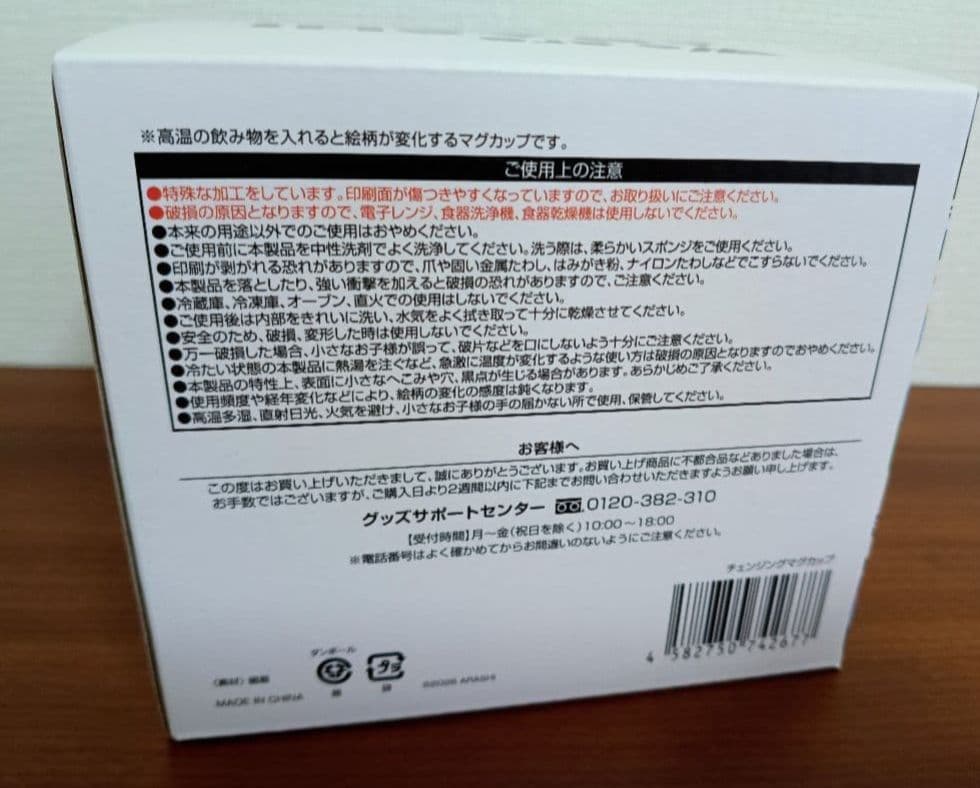 ※高温の飲み物を入れると絵柄が変化するマグカップです。
ご使用上の注意
●特殊な加工をしています。印刷面が傷つきやすくなっていますので、お取り扱いにご注意ください。
●破損の原因となりますので、電子レンジ、食器洗浄機、食器乾燥機は使用しないでください。
●本来の用途以外でのご使用はおやめください。
●ご使用前に本製品を中性洗剤でよく洗浄してください。洗う際は、柔らかいスポンジをご使用ください。
●印刷が剥がれる恐れがありますので、爪や固い金属たわし、はみがき粉、ナイロンたわしなどでこすらないでください。
●本製品を落としたり、強い衝撃を加えると破損の恐れがありますので、ご注意ください。
●冷蔵庫、冷凍庫、オーブン、直火での使用はしないでください。
●ご使用後は内部をきれいに洗い、水気をよく拭き取って十分に乾燥させてください。
●安全のため、破損、変形した時は使用しないでください。
●万一破損した場合、小さなお子様が誤って、破片などを口にしないよう十分にご注意ください。
●冷たい状態の本製品に熱湯を注ぐなど、急激に温度が変化するような使い方は破損の原因となりますのでおやめください。
●本製品の特性上、表面に小さなへこみや穴、黒点が生じる場合があります。あらかじめご了承ください。
●使用頻度や経年変化などにより、絵柄の変化の感度は鈍くなります。
●高温多湿、直射日光、火気を避け、小さなお子様の手の届かない所で使用、保管してください。
お客様へ
この度はお買い上げいただきまして、誠にありがとうございます。お買い上げ商品に不都合品などありました場合は、
お手数ではございますが、ご購入日より2週間以内に下記までお問い合わせいただきますようお願い申し上げます。
グッズサポートセンター 0120-382-310
【受付時間】月〜金(祝日を除く)10:00〜18:00
※電話番号はよく確かめてからお間違いのないようにご注意ください。
チェンジングマグカップ
4 582750 742677
ダンボール
MADE IN CHINA
ARASHI